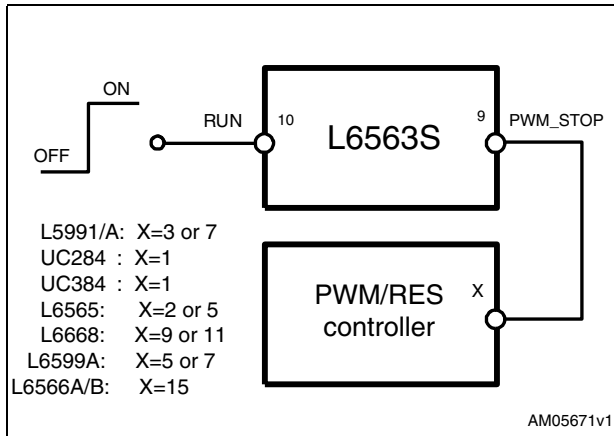 ON
OFF
RUN
10
L6563S
9
PWM_STOP
L5991/A: X=3 or 7
UC284 : X=1
UC384 : X=1
L6565: X=2 or 5
L6668: X=9 or 11
L6599A: X=5 or 7
L6566A/B: X=15
PWM/RES
controller
X
AM05671v1